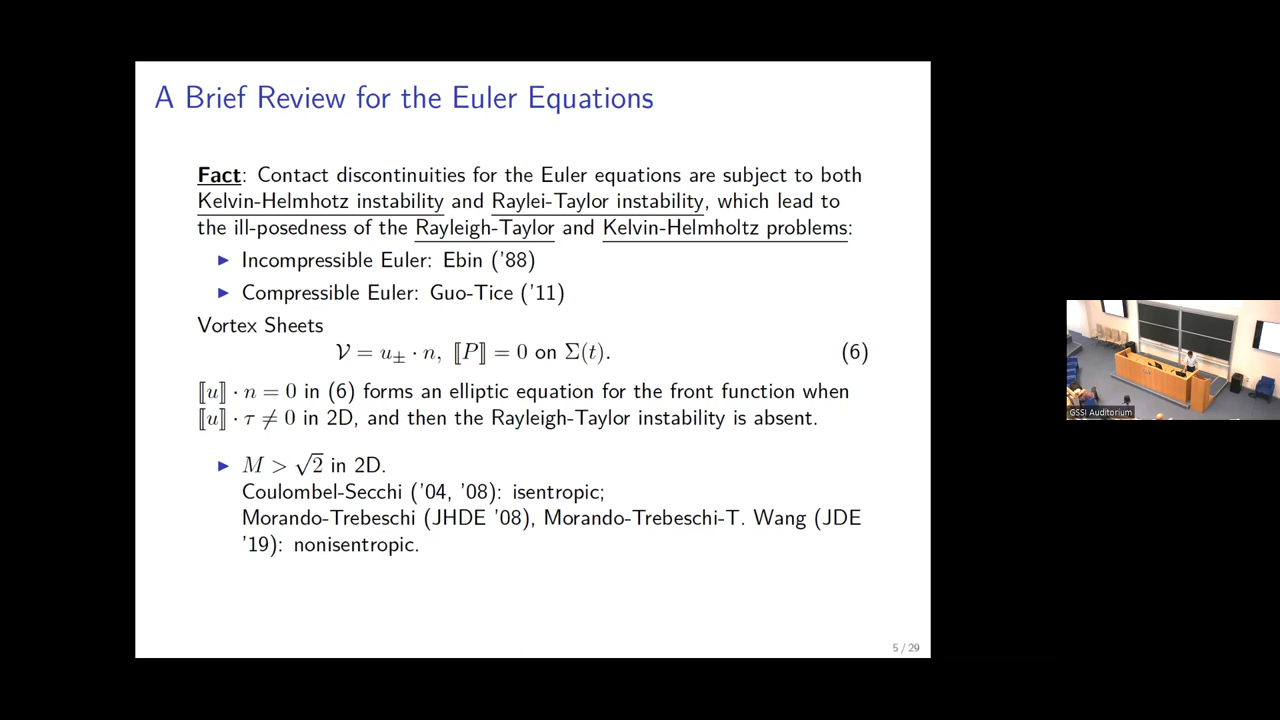 A Brief Review for the Euler Equations
Fact: Contact discontinuities for the Euler equations are subject to both
Kelvin-Helmhotz instability and Raylei-Taylor instability, which lead to
the ill-posedness of the Rayleigh-Taylor and Kelvin-Helmholtz problems:
▶ Incompressible Euler: Ebin ('88)
▶ Compressible Euler: Guo-Tice ('11)
Vortex Sheets
𝒱 = u± · n, ⟦P⟧ = 0 on Σ(t). (6)
⟦u⟧ · n = 0 in (6) forms an elliptic equation for the front function when
⟦u⟧ · τ ≠ 0 in 2D, and then the Rayleigh-Taylor instability is absent.
▶ M > √2 in 2D.
Coulombel-Secchi ('04, '08): isentropic;
Morando-Trebeschi (JHDE '08), Morando-Trebeschi-T. Wang (JDE
'19): nonisentropic.
5 / 29
GSSI Auditorium